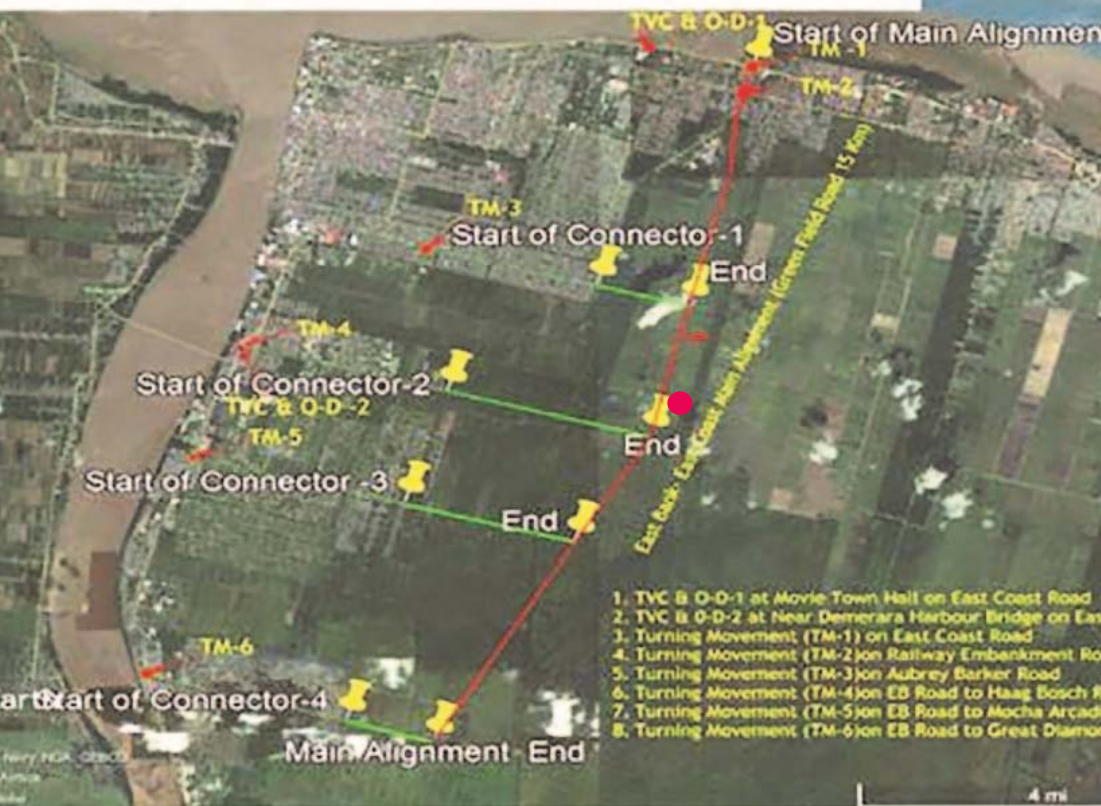 TVC & O-D-1
Start of Main Alignmen
TM -1
TM-2
TM-3
Start of Connector-1
End
East Bank- East Coast Main Alignment (Green Field Road 15 Km)
TM-4
Start of Connector-2
TVC & O-D -2
End
TM-5
Start of Connector -3
End
1. TVC & O-D-1 at Movie Town Hall on East Coast Road
2. TVC & O-D-2 at Near Demerara Harbour Bridge on Eas
3. Turning Movement (TM-1) on East Coast Road
4. Turning Movement (TM-2)on Railway Embankment Ro
5. Turning Movement (TM-3)on Aubrey Barker Road
6. Turning Movement (TM-4)on EB Road to Haag Bosch R
7. Turning Movement (TM-5)on EB Road to Mocha Arcadi
8. Turning Movement (TM-6)on EB Road to Great Diamon
TM-6
Start of Connector-4
Main Alignment End
4 mi